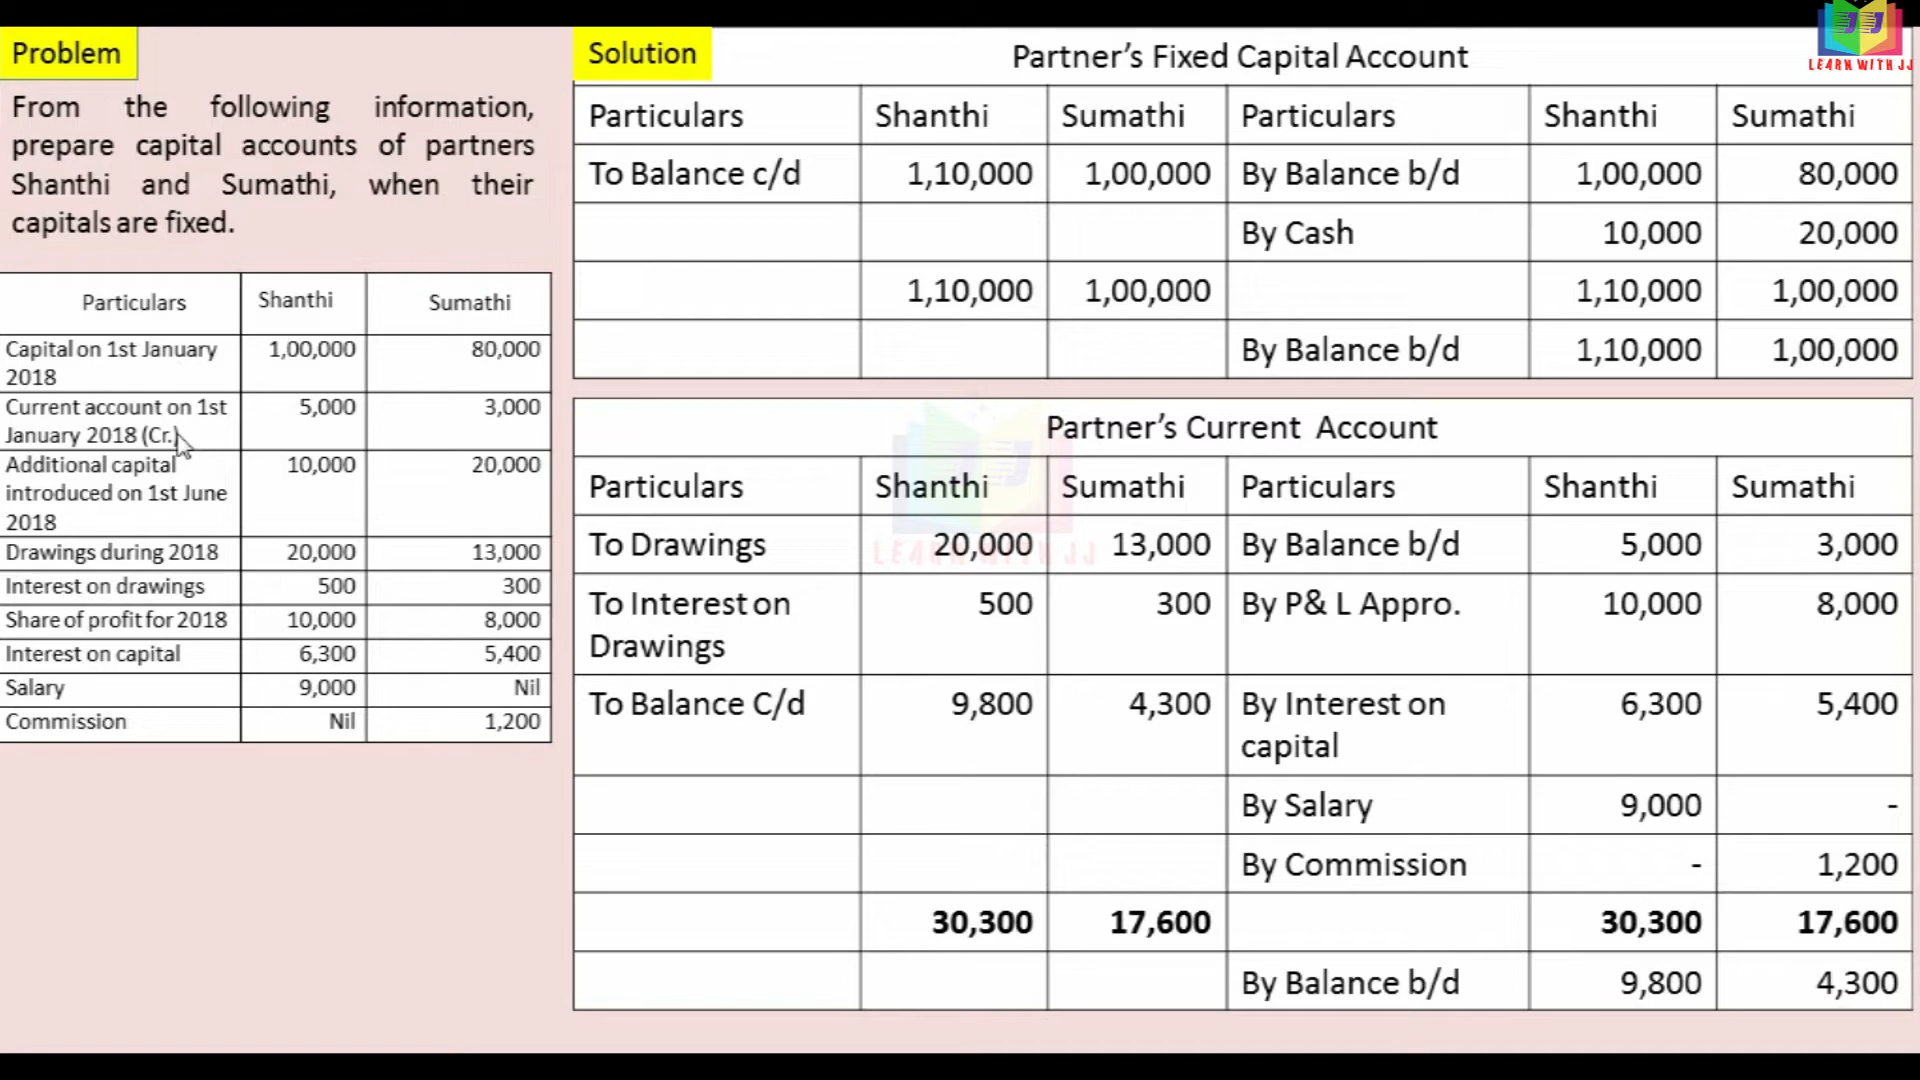 Problem
From the following information,
prepare capital accounts of partners
Shanthi and Sumathi, when their
capitals are fixed.
Particulars Shanthi Sumathi
Capital on 1st January 1,00,000 80,000
2018
Current account on 1st 5,000 3,000
January 2018 (Cr.)
Additional capital 10,000 20,000
introduced on 1st June
2018
Drawings during 2018 20,000 13,000
Interest on drawings 500 300
Share of profit for 2018 10,000 8,000
Interest on capital 6,300 5,400
Salary 9,000 Nil
Commission Nil 1,200
Solution
Partner’s Fixed Capital Account
LEARN WITH JJ
Particulars Shanthi Sumathi Particulars Shanthi Sumathi
To Balance c/d 1,10,000 1,00,000 By Balance b/d 1,00,000 80,000
By Cash 10,000 20,000
1,10,000 1,00,000 1,10,000 1,00,000
By Balance b/d 1,10,000 1,00,000
Partner’s Current Account
Particulars Shanthi Sumathi Particulars Shanthi Sumathi
To Drawings 20,000 13,000 By Balance b/d 5,000 3,000
LEARN WITH JJ
To Interest on 500 300 By P& L Appro. 10,000 8,000
Drawings
To Balance C/d 9,800 4,300 By Interest on 6,300 5,400
capital
By Salary 9,000 -
By Commission - 1,200
30,300 17,600 30,300 17,600
By Balance b/d 9,800 4,300